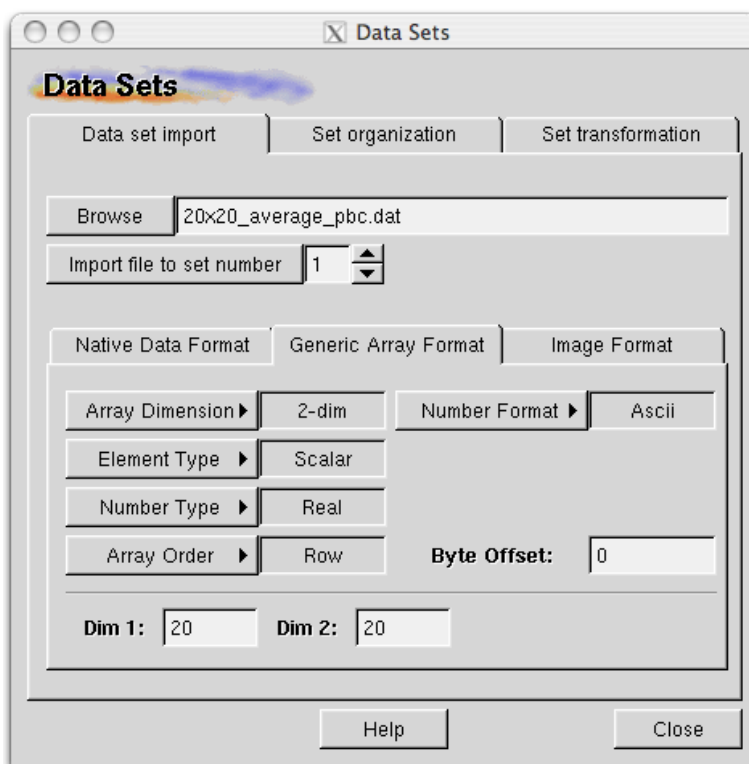 X Data Sets
Data Sets
Data set import Set organization Set transformation
Browse 20x20_average_pbc.dat
Import file to set number 1
Native Data Format Generic Array Format Image Format
Array Dimension 2-dim Number Format Ascii
Element Type Scalar
Number Type Real
Array Order Row Byte Offset: 0
Dim 1: 20 Dim 2: 20
Help Close